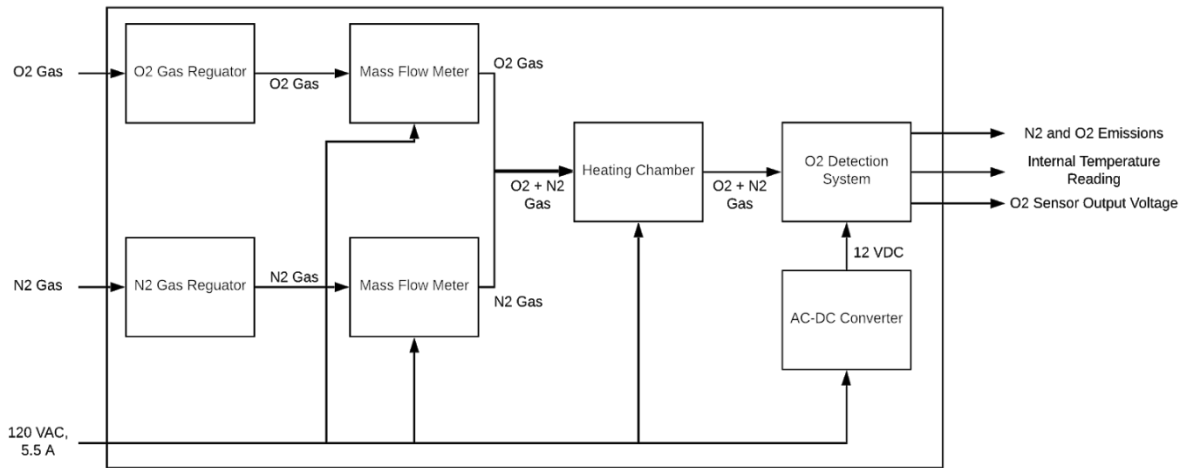 O2 Gas
O2 Gas Reguator
O2 Gas
Mass Flow Meter
O2 Gas
N2 Gas
N2 Gas Reguator
N2 Gas
Mass Flow Meter
N2 Gas
O2 + N2
Gas
Heating Chamber
O2 + N2
Gas
O2 Detection
System
N2 and O2 Emissions
Internal Temperature
Reading
O2 Sensor Output Voltage
12 VDC
AC-DC Converter
120 VAC,
5.5 A